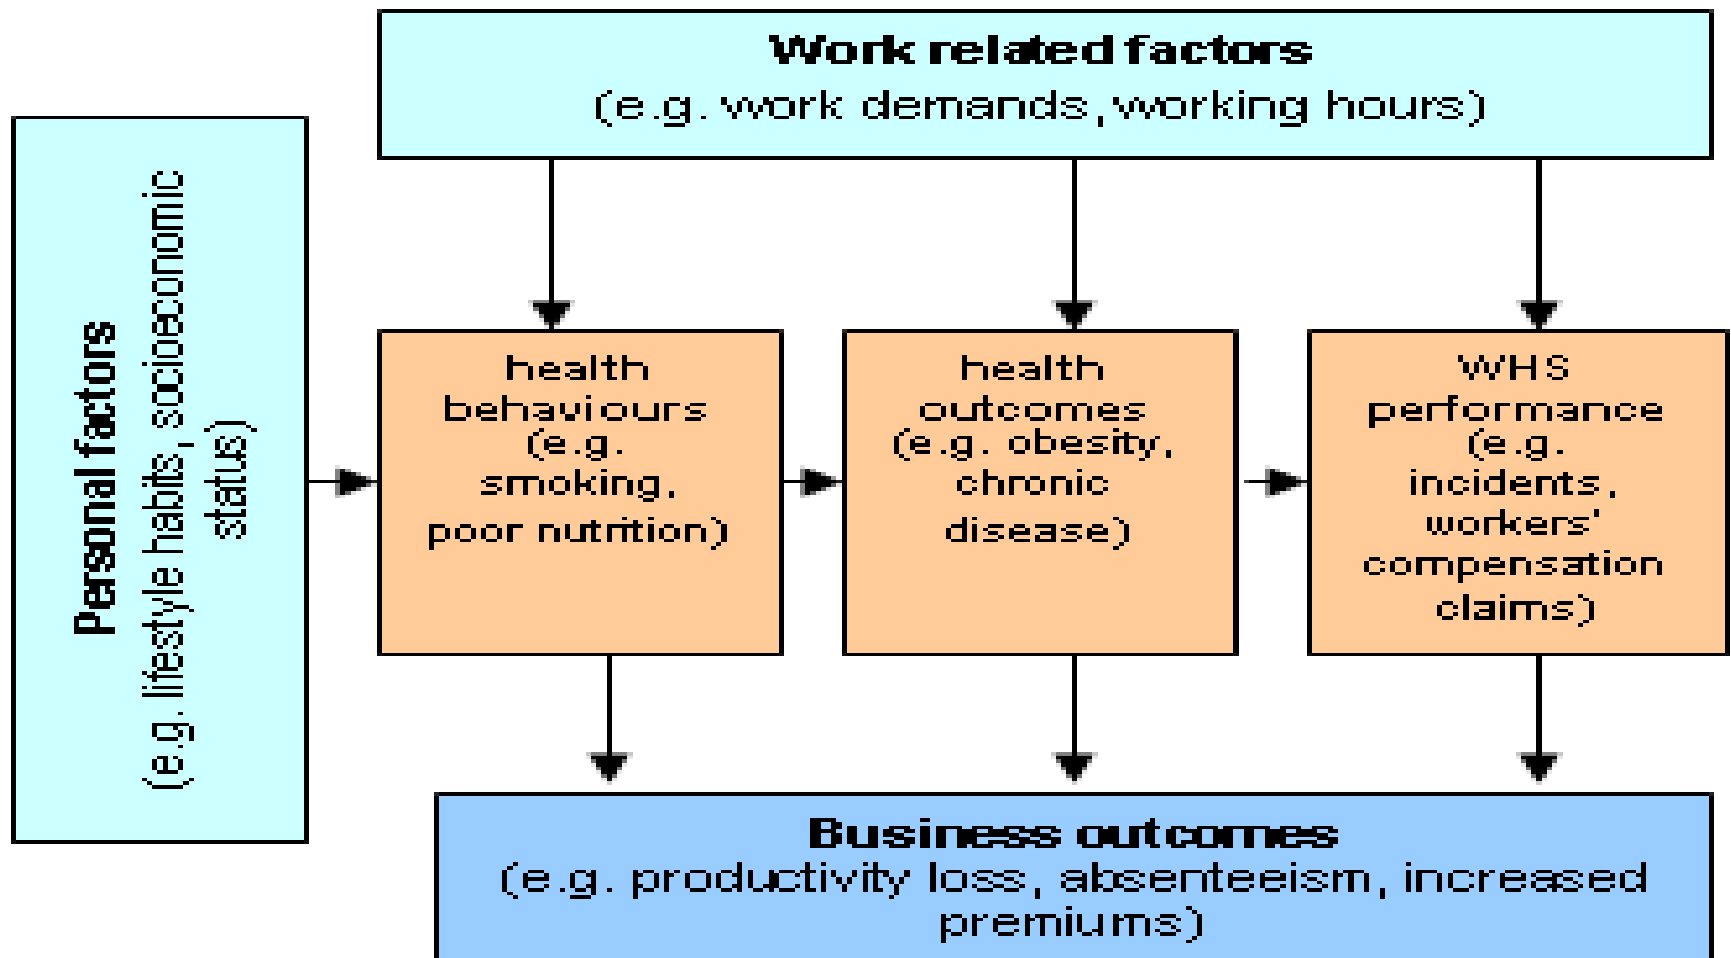 Work related factors
(e.g. work demands, working hours)
Personal factors
(e.g. lifestyle habits, socioeconomic
status)
health
behaviours
(e.g.
smoking,
poor nutrition)
health
outcomes
(e.g. obesity,
chronic
disease)
WHS
performance
(e.g.
incidents,
workers'
compensation
claims)
Business outcomes
(e.g. productivity loss, absenteeism, increased
premiums)